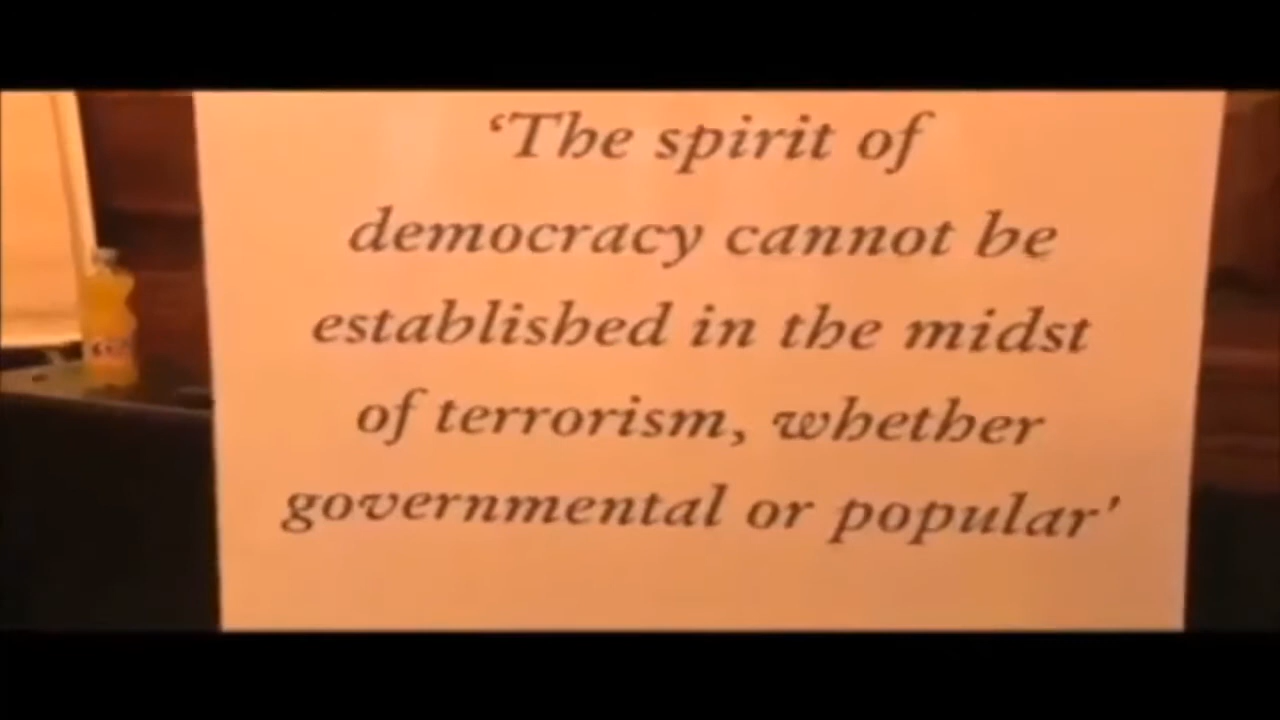 ‘The spirit of
democracy cannot be
established in the midst
of terrorism, whether
governmental or popular’